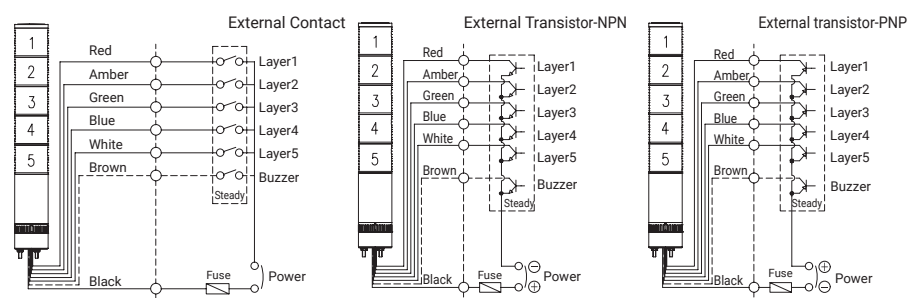 External Contact
1
2
3
4
5
Red
Amber
Green
Blue
White
Brown
Black
Layer1
Layer2
Layer3
Layer4
Layer5
Buzzer
Steady
Fuse
Power
External Transistor-NPN
1
2
3
4
5
Red
Amber
Green
Blue
White
Brown
Black
Layer1
Layer2
Layer3
Layer4
Layer5
Buzzer
Steady
Fuse
Power
External transistor-PNP
1
2
3
4
5
Red
Amber
Green
Blue
White
Brown
Black
Layer1
Layer2
Layer3
Layer4
Layer5
Buzzer
Steady
Fuse
Power